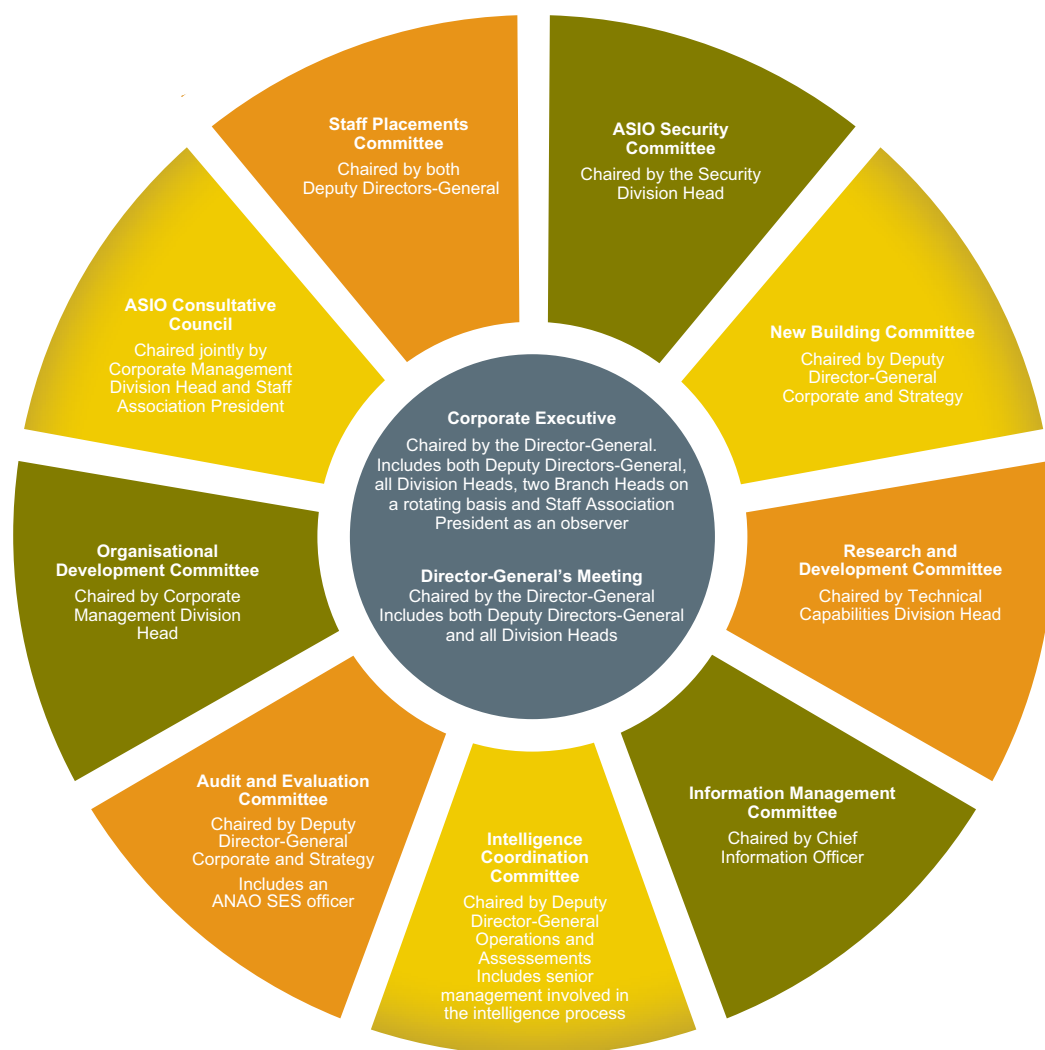 Staff Placements
Committee
Chaired by both
Deputy Directors-General
ASIO Security
Committee
Chaired by the Security
Division Head
New Building Committee
Chaired by Deputy
Director-General
Corporate and Strategy
Research and
Development Committee
Chaired by Technical
Capabilities Division Head
Information Management
Committee
Chaired by Chief
Information Officer
Intelligence
Coordination
Committee
Chaired by Deputy
Director-General
Operations and
Assessements
Includes senior
management involved in
the intelligence process
Audit and Evaluation
Committee
Chaired by Deputy
Director-General
Corporate and Strategy
Includes an
ANAO SES officer
Organisational
Development Committee
Chaired by Corporate
Management Division
Head
ASIO Consultative
Council
Chaired jointly by
Corporate Management
Division Head and Staff
Association President
Corporate Executive
Chaired by the Director-General.
Includes both Deputy Directors-General,
all Division Heads, two Branch Heads on
a rotating basis and Staff Association
President as an observer
Director-General’s Meeting
Chaired by the Director-General
Includes both Deputy Directors-General
and all Division Heads